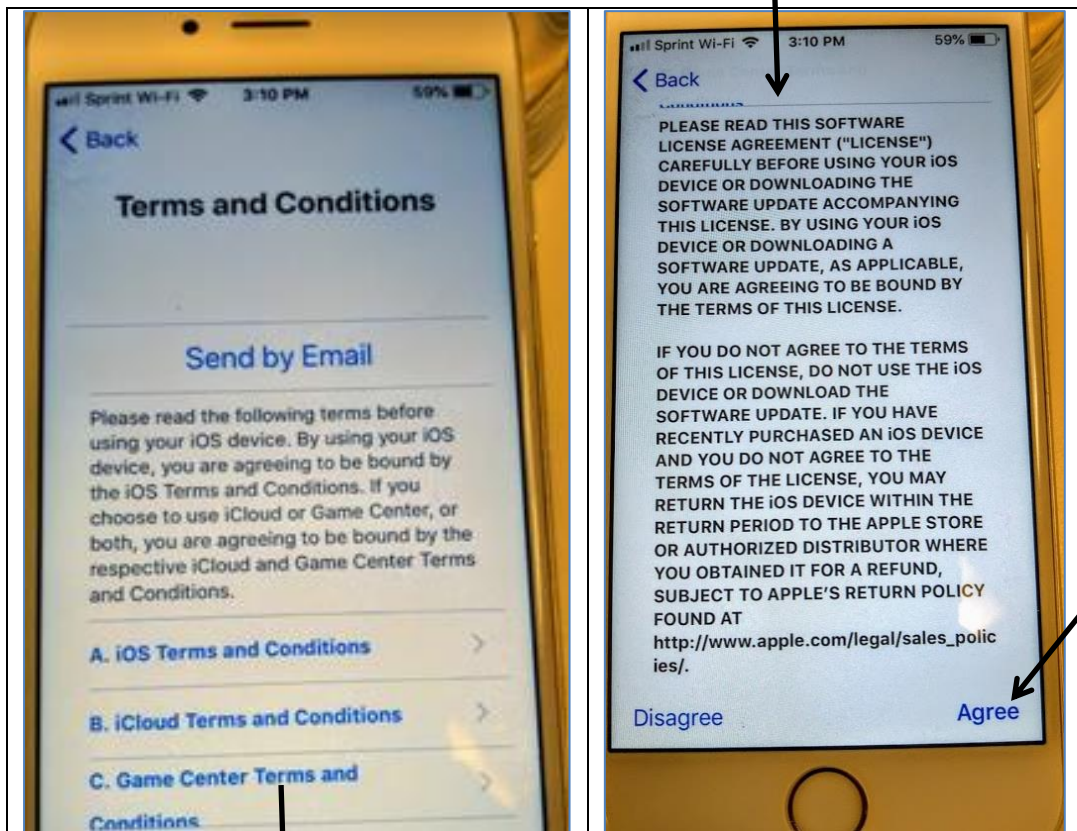 Sprint Wi-Fi 3:10 PM 59%
Back
Terms and Conditions
Send by Email
Please read the following terms before
using your iOS device. By using your iOS
device, you are agreeing to be bound by
the iOS Terms and Conditions. If you
choose to use iCloud or Game Center, or
both, you are agreeing to be bound by the
respective iCloud and Game Center Terms
and Conditions.
A. iOS Terms and Conditions
B. iCloud Terms and Conditions
C. Game Center Terms and
Conditions
Sprint Wi-Fi 3:10 PM 59%
Back
Conditions
PLEASE READ THIS SOFTWARE
LICENSE AGREEMENT ("LICENSE")
CAREFULLY BEFORE USING YOUR iOS
DEVICE OR DOWNLOADING THE
SOFTWARE UPDATE ACCOMPANYING
THIS LICENSE. BY USING YOUR iOS
DEVICE OR DOWNLOADING A
SOFTWARE UPDATE, AS APPLICABLE,
YOU ARE AGREEING TO BE BOUND BY
THE TERMS OF THIS LICENSE.
IF YOU DO NOT AGREE TO THE TERMS
OF THIS LICENSE, DO NOT USE THE iOS
DEVICE OR DOWNLOAD THE
SOFTWARE UPDATE. IF YOU HAVE
RECENTLY PURCHASED AN iOS DEVICE
AND YOU DO NOT AGREE TO THE
TERMS OF THE LICENSE, YOU MAY
RETURN THE iOS DEVICE WITHIN THE
RETURN PERIOD TO THE APPLE STORE
OR AUTHORIZED DISTRIBUTOR WHERE
YOU OBTAINED IT FOR A REFUND,
SUBJECT TO APPLE'S RETURN POLICY
FOUND AT
http://www.apple.com/legal/sales_polic
ies/.
Disagree Agree